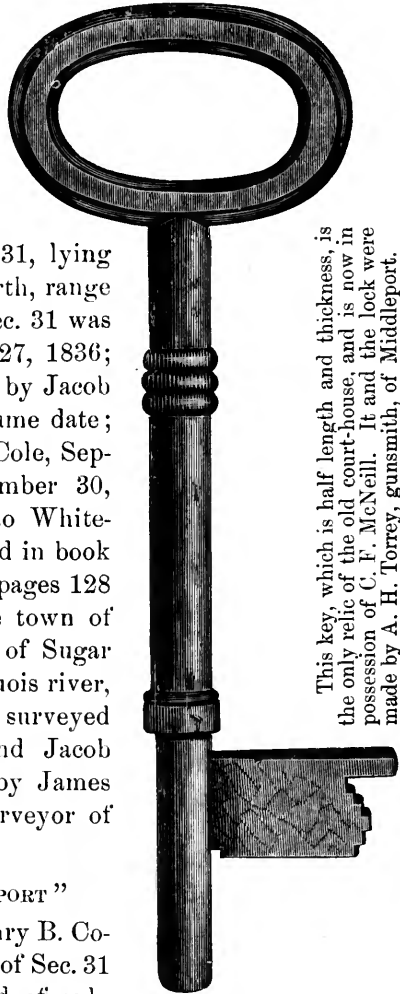 31, lying
rth, range
ec. 31 was
27, 1836;
by Jacob
ame date;
Cole, Sep-
mber 30,
to White-
d in book
pages 128
e town of
of Sugar
uois river,
surveyed
nd Jacob
by James
rveyor of
PORT"
ary B. Co-
of Sec. 31
This key, which is half length and thickness, is
the only relic of the old court-house, and is now in
possession of C. F. McNeill. It and the lock were
made by A. H. Torrey, gunsmith, of Middleport.